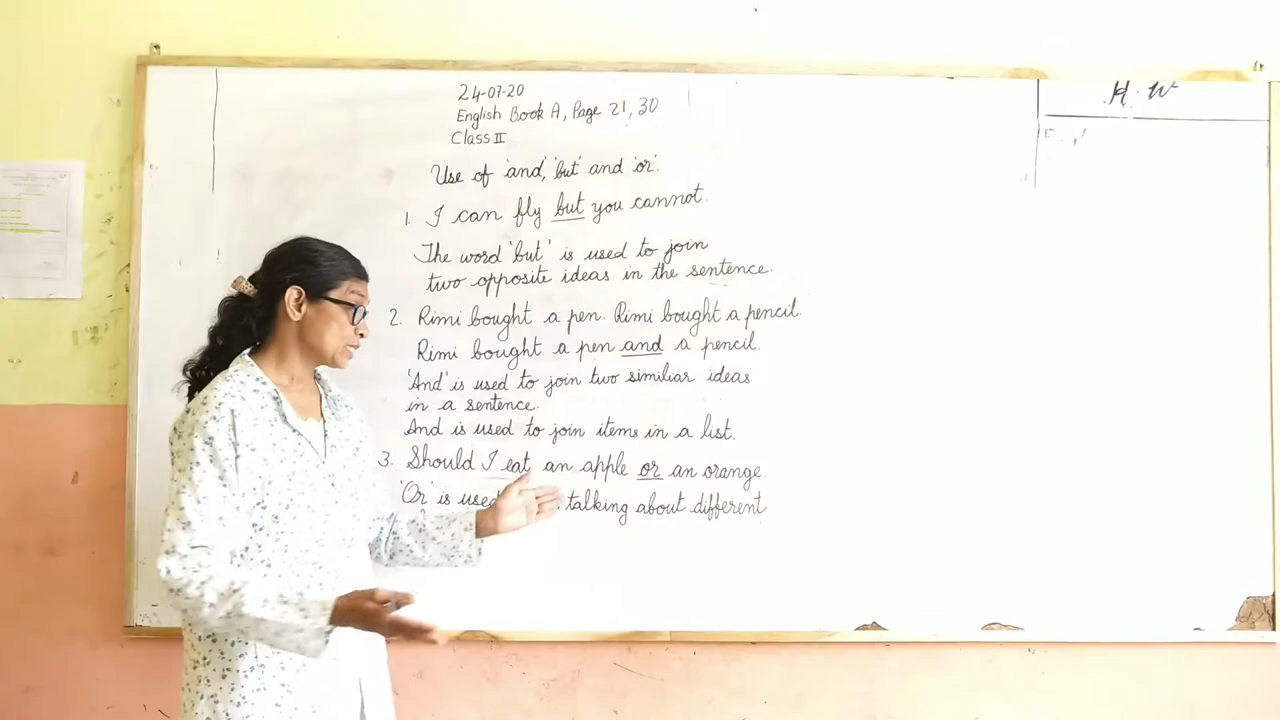 24-07-20
English Book A, Page 21, 30
Class II
Use of 'and', 'but' and 'or'.
1. I can fly but you cannot.
The word 'but' is used to join
two opposite ideas in the sentence.
2. Rimi bought a pen. Rimi bought a pencil.
Rimi bought a pen and a pencil.
'And' is used to join two similiar ideas
in a sentence.
And is used to join items in a list.
3. Should I eat an apple or an orange.
'Or' is used talking about different
H.W